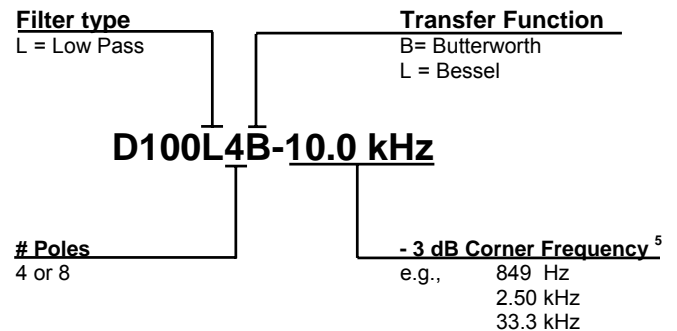 Filter type
L = Low Pass
Transfer Function
B= Butterworth
L = Bessel
D100L4B-10.0 kHz
# Poles
4 or 8
- 3 dB Corner Frequency 5
e.g., 849 Hz
2.50 kHz
33.3 kHz